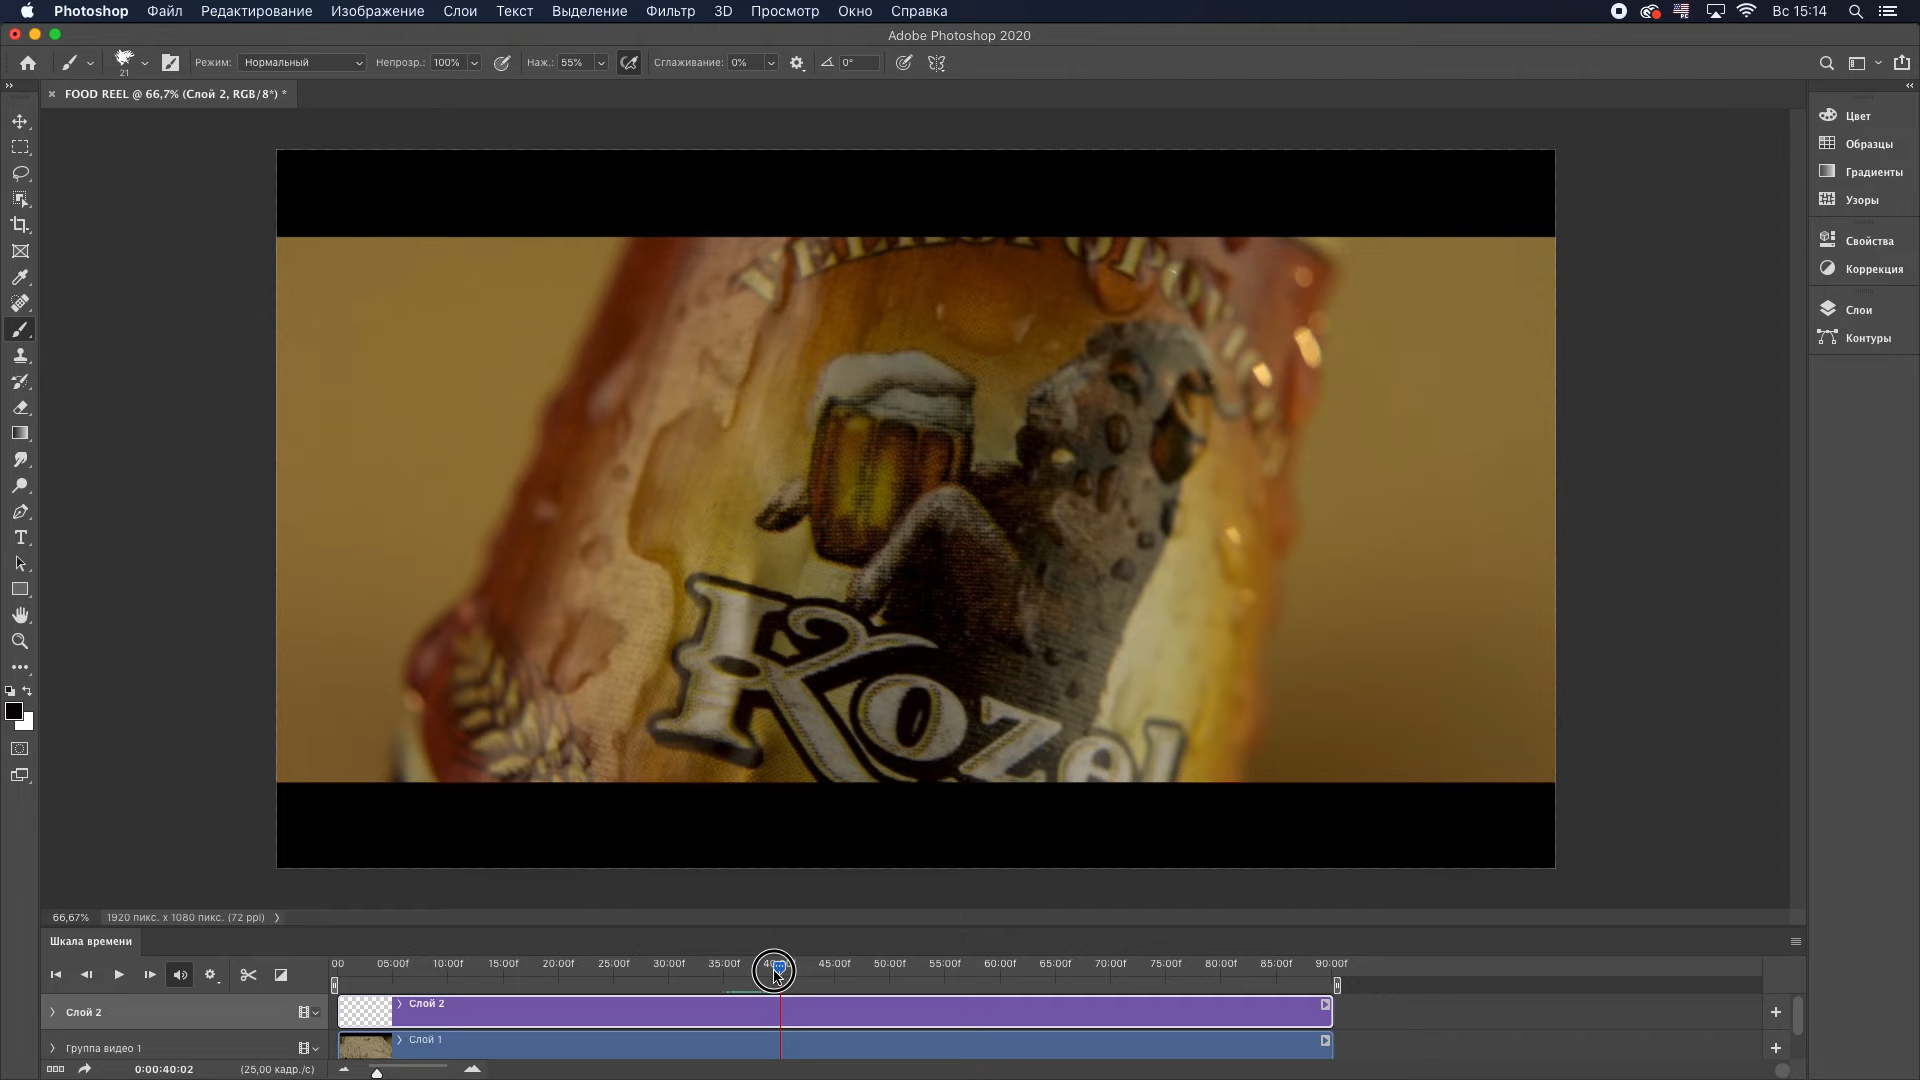 Photoshop Файл Редактирование Изображение Слои Текст Выделение Фильтр 3D Просмотр Окно Справка Вс 15:14
Adobe Photoshop 2020
21 Режим: Нормальный Непрозр.: 100% Наж.: 55% Сглаживание: 0% 0°
FOOD REEL @ 66,7% (Слой 2, RGB/8*) *
Цвет
Образцы
Градиенты
Узоры
Свойства
Коррекция
Слои
Контуры
Kozel
66,67% 1920 пикс. x 1080 пикс. (72 ppi)
Шкала времени
00 05:00f 10:00f 15:00f 20:00f 25:00f 30:00f 35:00f 45:00f 50:00f 55:00f 60:00f 65:00f 70:00f 75:00f 80:00f 85:00f 90:00f
Слой 2 Слой 2
Группа видео 1 Слой 1
0:00:40:02 (25,00 кадр./с)